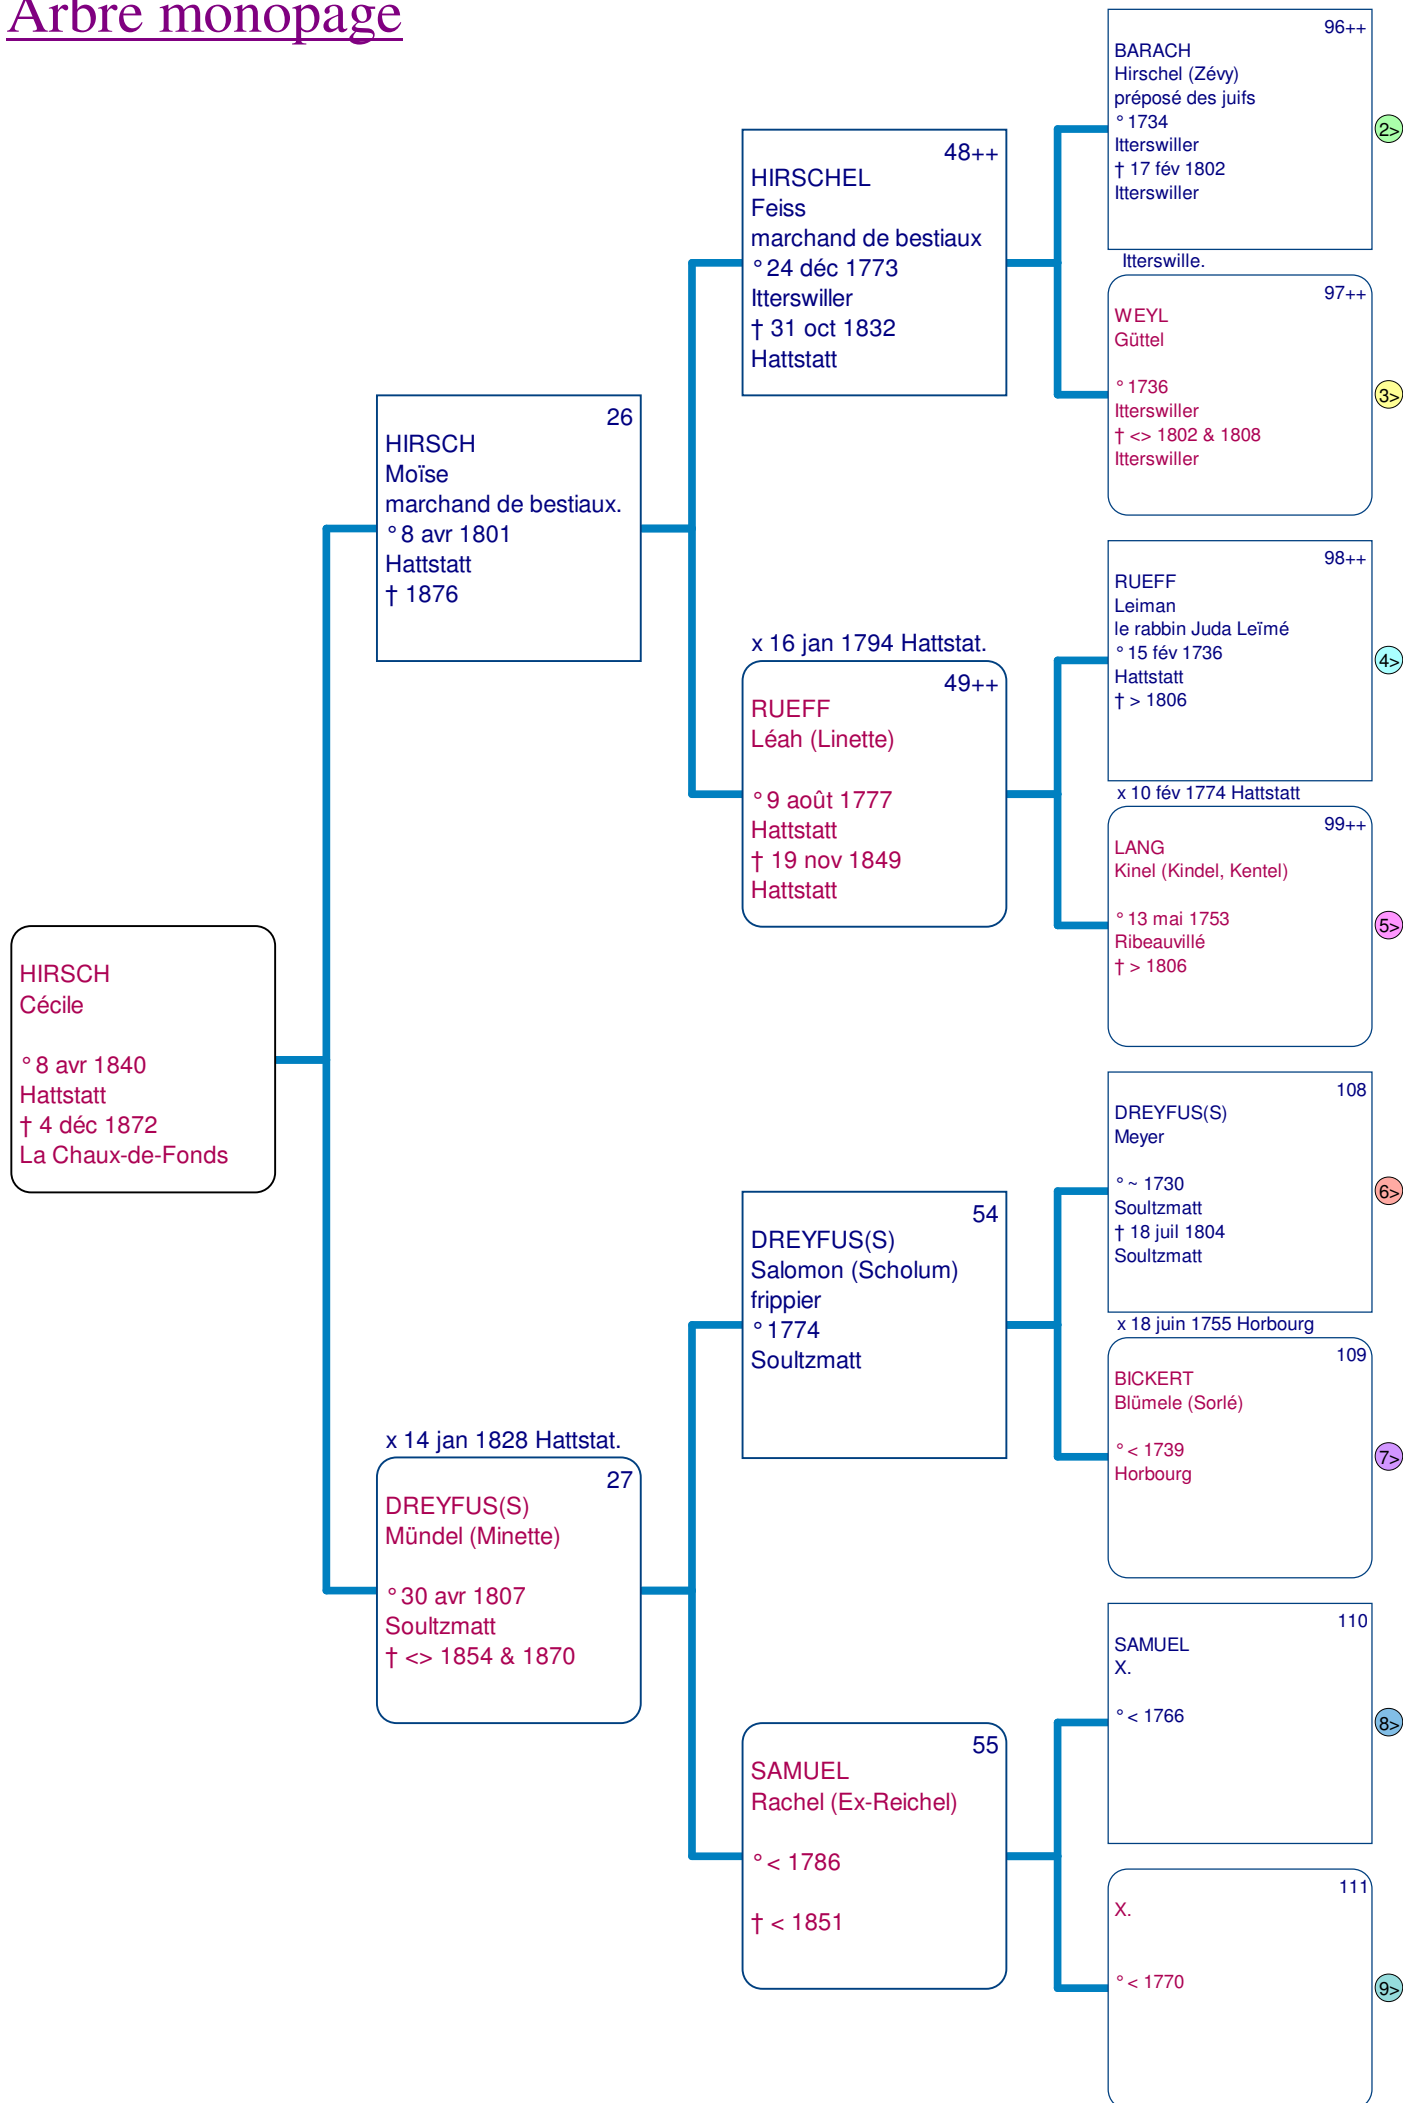 Arbre monopage
HIRSCH
Cécile
° 8 avr 1840
Hattstatt
† 4 déc 1872
La Chaux-de-Fonds
26
HIRSCH
Moïse
marchand de bestiaux.
° 8 avr 1801
Hattstatt
† 1876
x 14 jan 1828 Hattstat.
27
DREYFUS(S)
Mündel (Minette)
° 30 avr 1807
Soultzmatt
† <> 1854 & 1870
48++
HIRSCHEL
Feiss
marchand de bestiaux
° 24 déc 1773
Itterswiller
† 31 oct 1832
Hattstatt
x 16 jan 1794 Hattstat.
49++
RUEFF
Léah (Linette)
° 9 août 1777
Hattstatt
† 19 nov 1849
Hattstatt
54
DREYFUS(S)
Salomon (Scholum)
frippier
° 1774
Soultzmatt
55
SAMUEL
Rachel (Ex-Reichel)
° < 1786
† < 1851
96++
BARACH
Hirschel (Zévy)
préposé des juifs
° 1734
Itterswiller
† 17 fév 1802
Itterswiller
2>
Itterswille.
97++
WEYL
Güttel
° 1736
Itterswiller
† <> 1802 & 1808
Itterswiller
3>
98++
RUEFF
Leiman
le rabbin Juda Leïmé
° 15 fév 1736
Hattstatt
† > 1806
4>
x 10 fév 1774 Hattstatt
99++
LANG
Kinel (Kindel, Kentel)
° 13 mai 1753
Ribeauvillé
† > 1806
5>
108
DREYFUS(S)
Meyer
° ~ 1730
Soultzmatt
† 18 juil 1804
Soultzmatt
6>
x 18 juin 1755 Horbourg
109
BICKERT
Blümele (Sorlé)
° < 1739
Horbourg
7>
110
SAMUEL
X.
° < 1766
8>
111
X.
° < 1770
9>